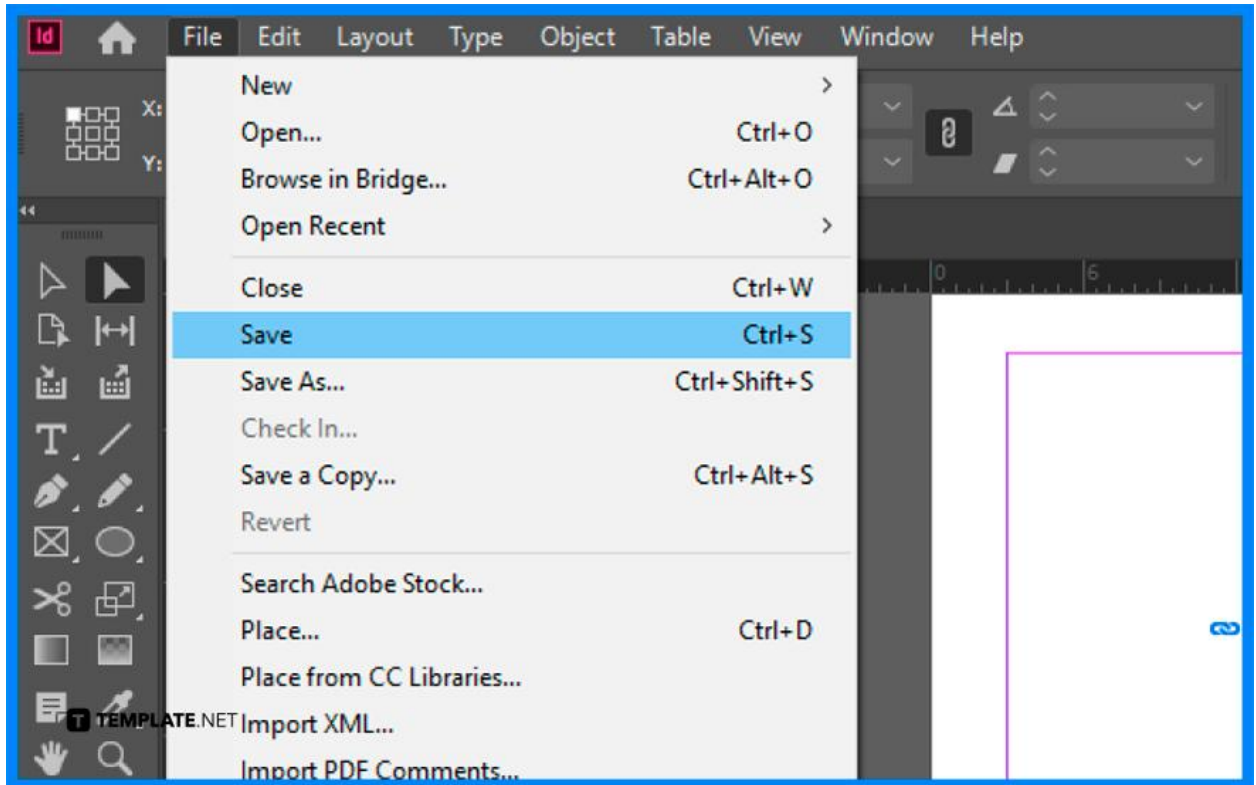 Id File Edit Layout Type Object Table View Window Help
X:
Y:
New
Open... Ctrl+O
Browse in Bridge... Ctrl+Alt+O
Open Recent
0 6
Close Ctrl+W
Save Ctrl+S
Save As... Ctrl+Shift+S
Check In...
Save a Copy... Ctrl+Alt+S
Revert
Search Adobe Stock...
Place... Ctrl+D
Place from CC Libraries...
T TEMPLATE.NET
Import XML...
Import PDF Comments...